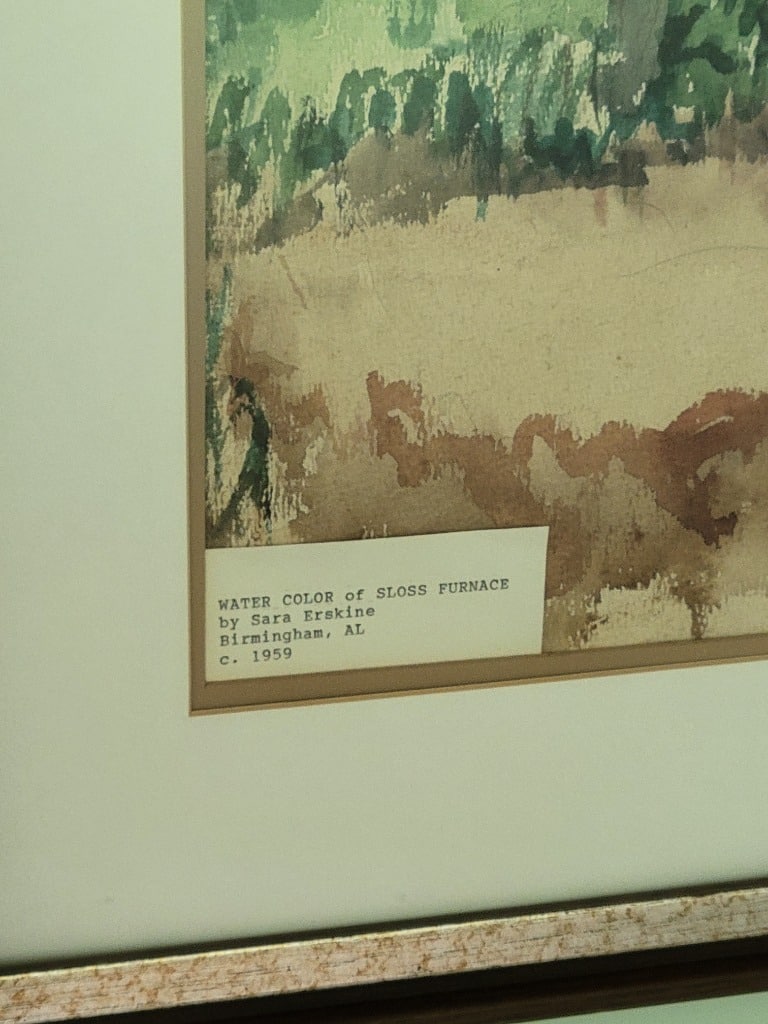 WATER COLOR of SLOSS FURNACE
by Sara Erskine
Birmingham, AL
c. 1959